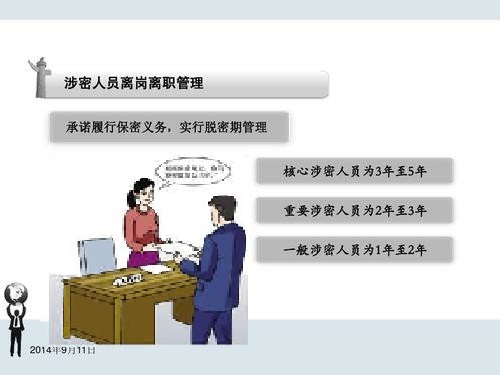 涉密人员离岗离职管理
承诺履行保密义务，实行脱密期管理
核心涉密人员为3年至5年
重要涉密人员为2年至3年
一般涉密人员为1年至2年
2014年9月11日